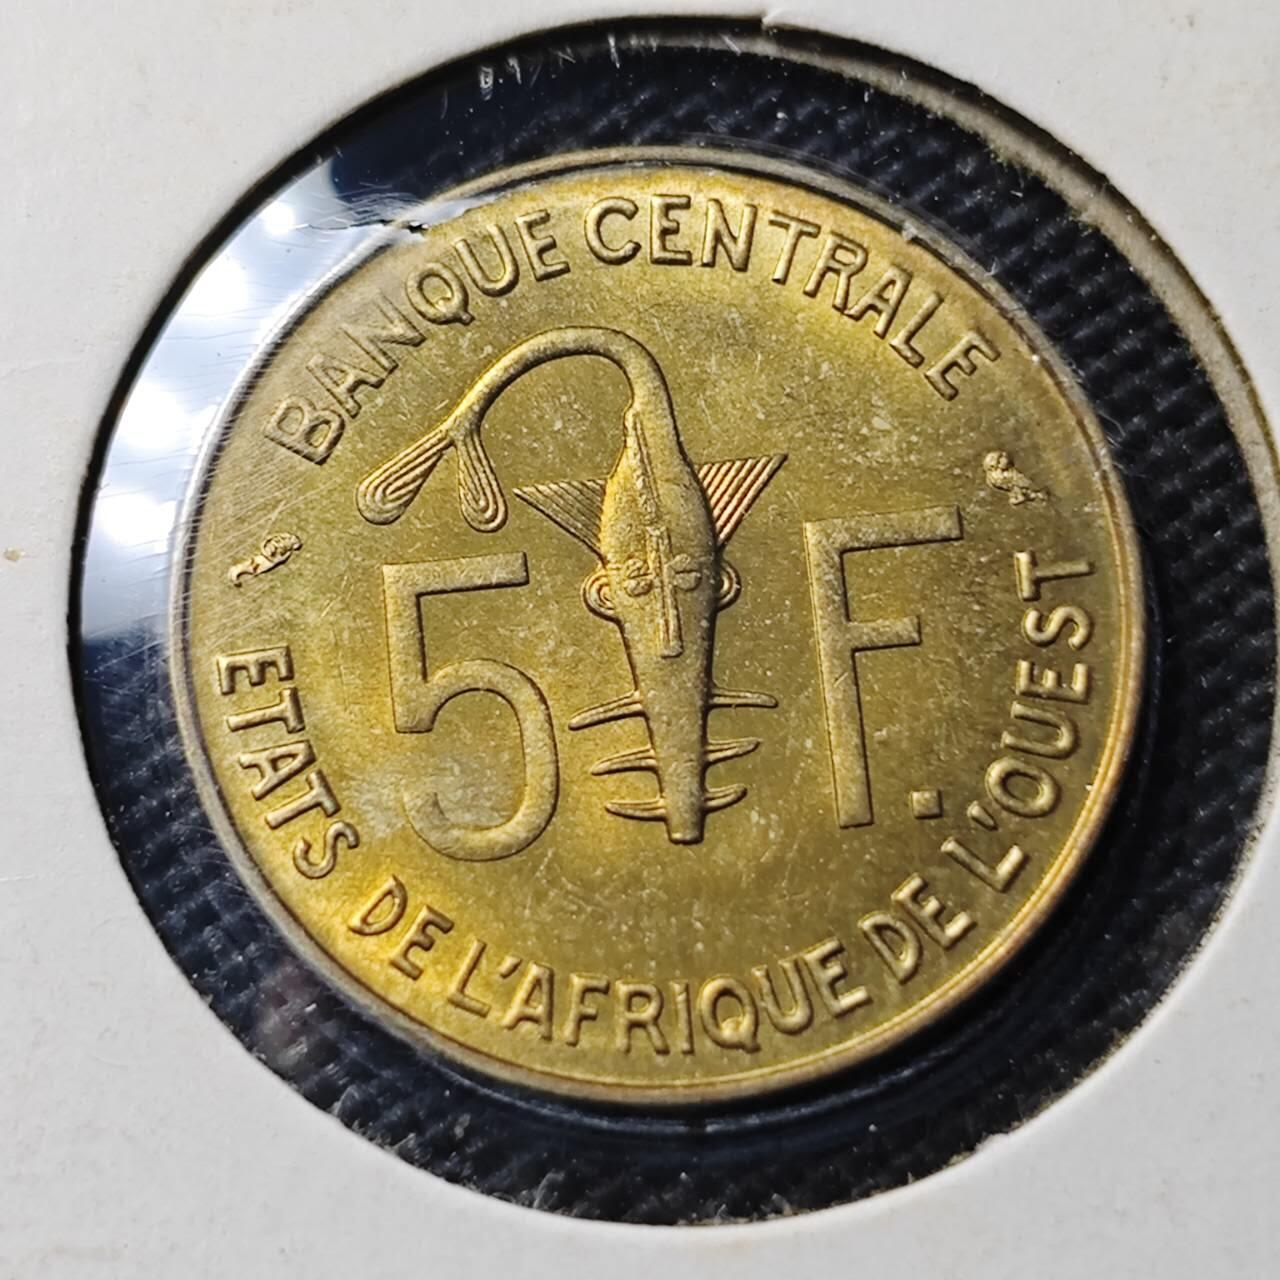 BANQUE CENTRALE
5 F.
ETATS DE L'AFRIQUE DE L'OUEST